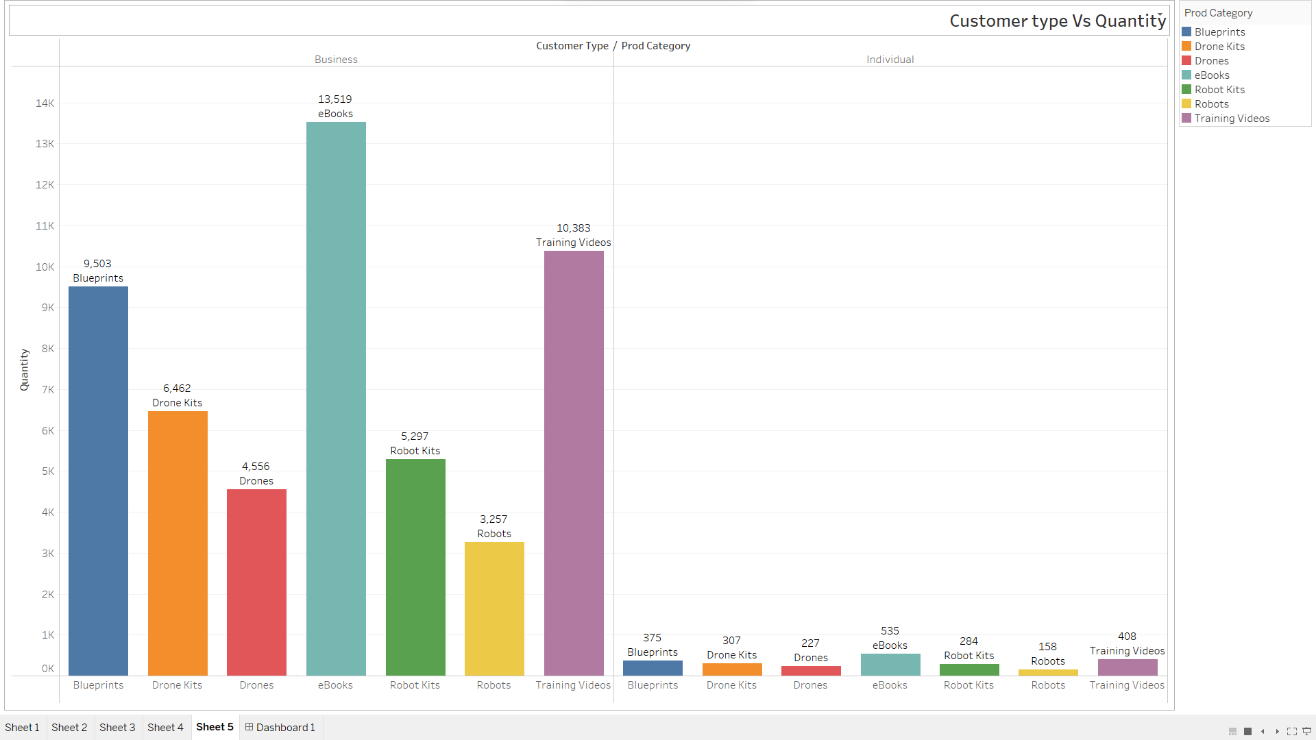 Customer type Vs Quantity
Customer Type / Prod Category
Business
Individual
Prod Category
Blueprints
Drone Kits
Drones
eBooks
Robot Kits
Robots
Training Videos
Quantity
14K
13K
12K
11K
10K
9K
8K
7K
6K
5K
4K
3K
2K
1K
0K
9,503
Blueprints
6,462
Drone Kits
4,556
Drones
13,519
eBooks
5,297
Robot Kits
3,257
Robots
10,383
Training Videos
375
Blueprints
307
Drone Kits
227
Drones
535
eBooks
284
Robot Kits
158
Robots
408
Training Videos
Blueprints Drone Kits Drones eBooks Robot Kits Robots Training Videos Blueprints Drone Kits Drones eBooks Robot Kits Robots Training Videos
Sheet 1 Sheet 2 Sheet 3 Sheet 4 Sheet 5 Dashboard 1